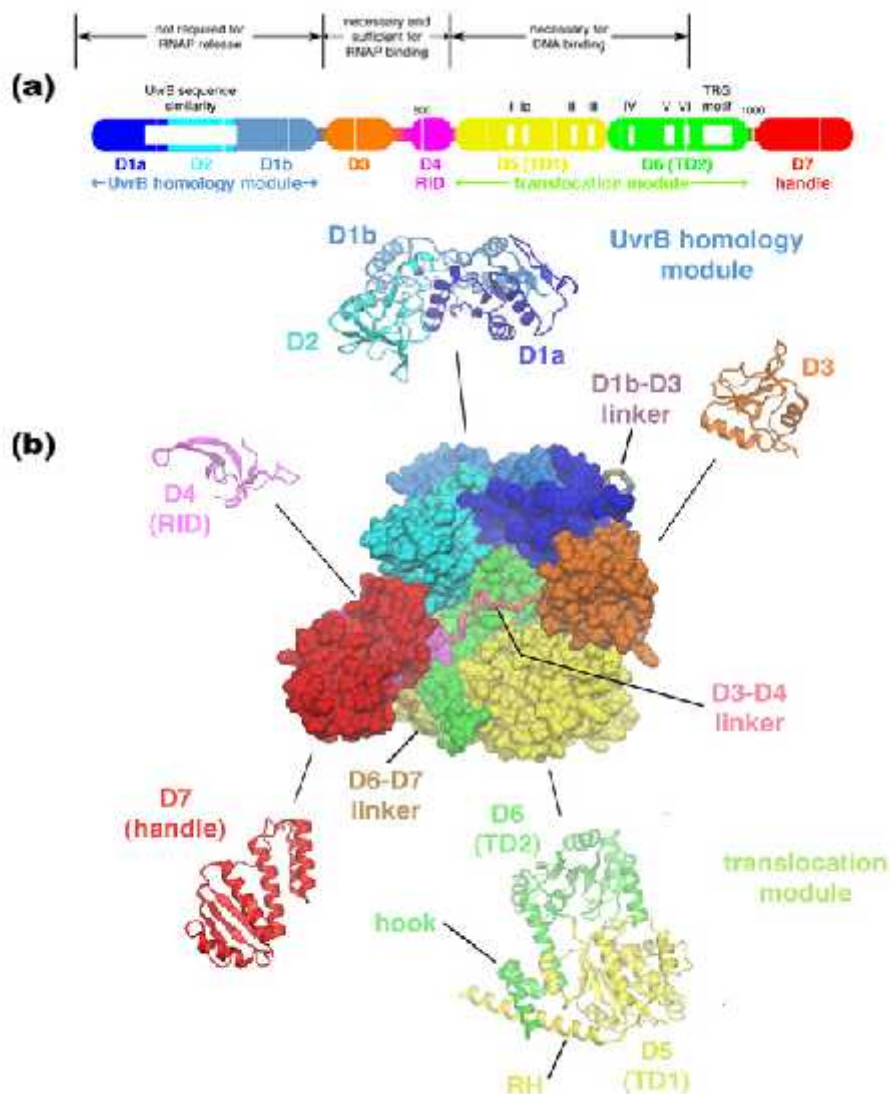 not required for
RNAP release
necessary and
sufficient for
RNAP binding
necessary for
DNA binding
(a)
UvrB sequence
similarity
500
I Ia II III
IV V VI
TRG
motif
1000
D1a D2 D1b D3 D4 D5 (TD1) D6 (TD2) D7
UvrB homology module RID translocation module handle
D1b
UvrB homology
module
D2
D1a
D1b-D3
linker
D3
(b)
D4
(RID)
D3-D4
linker
D6-D7
linker
D7
(handle)
D6
(TD2)
translocation
module
hook
D5
(TD1)
RH